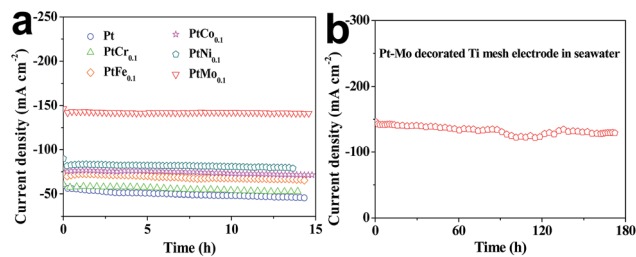 a
-250
-200
-150
-100
-50
Current density (mA cm⁻²)
Pt
PtCr0.1
PtFe0.1
PtCo0.1
PtNi0.1
PtMo0.1
0
5
10
15
Time (h)
b
-300
-200
-100
0
Current density (mA cm⁻²)
Pt-Mo decorated Ti mesh electrode in seawater
0
60
120
180
Time (h)